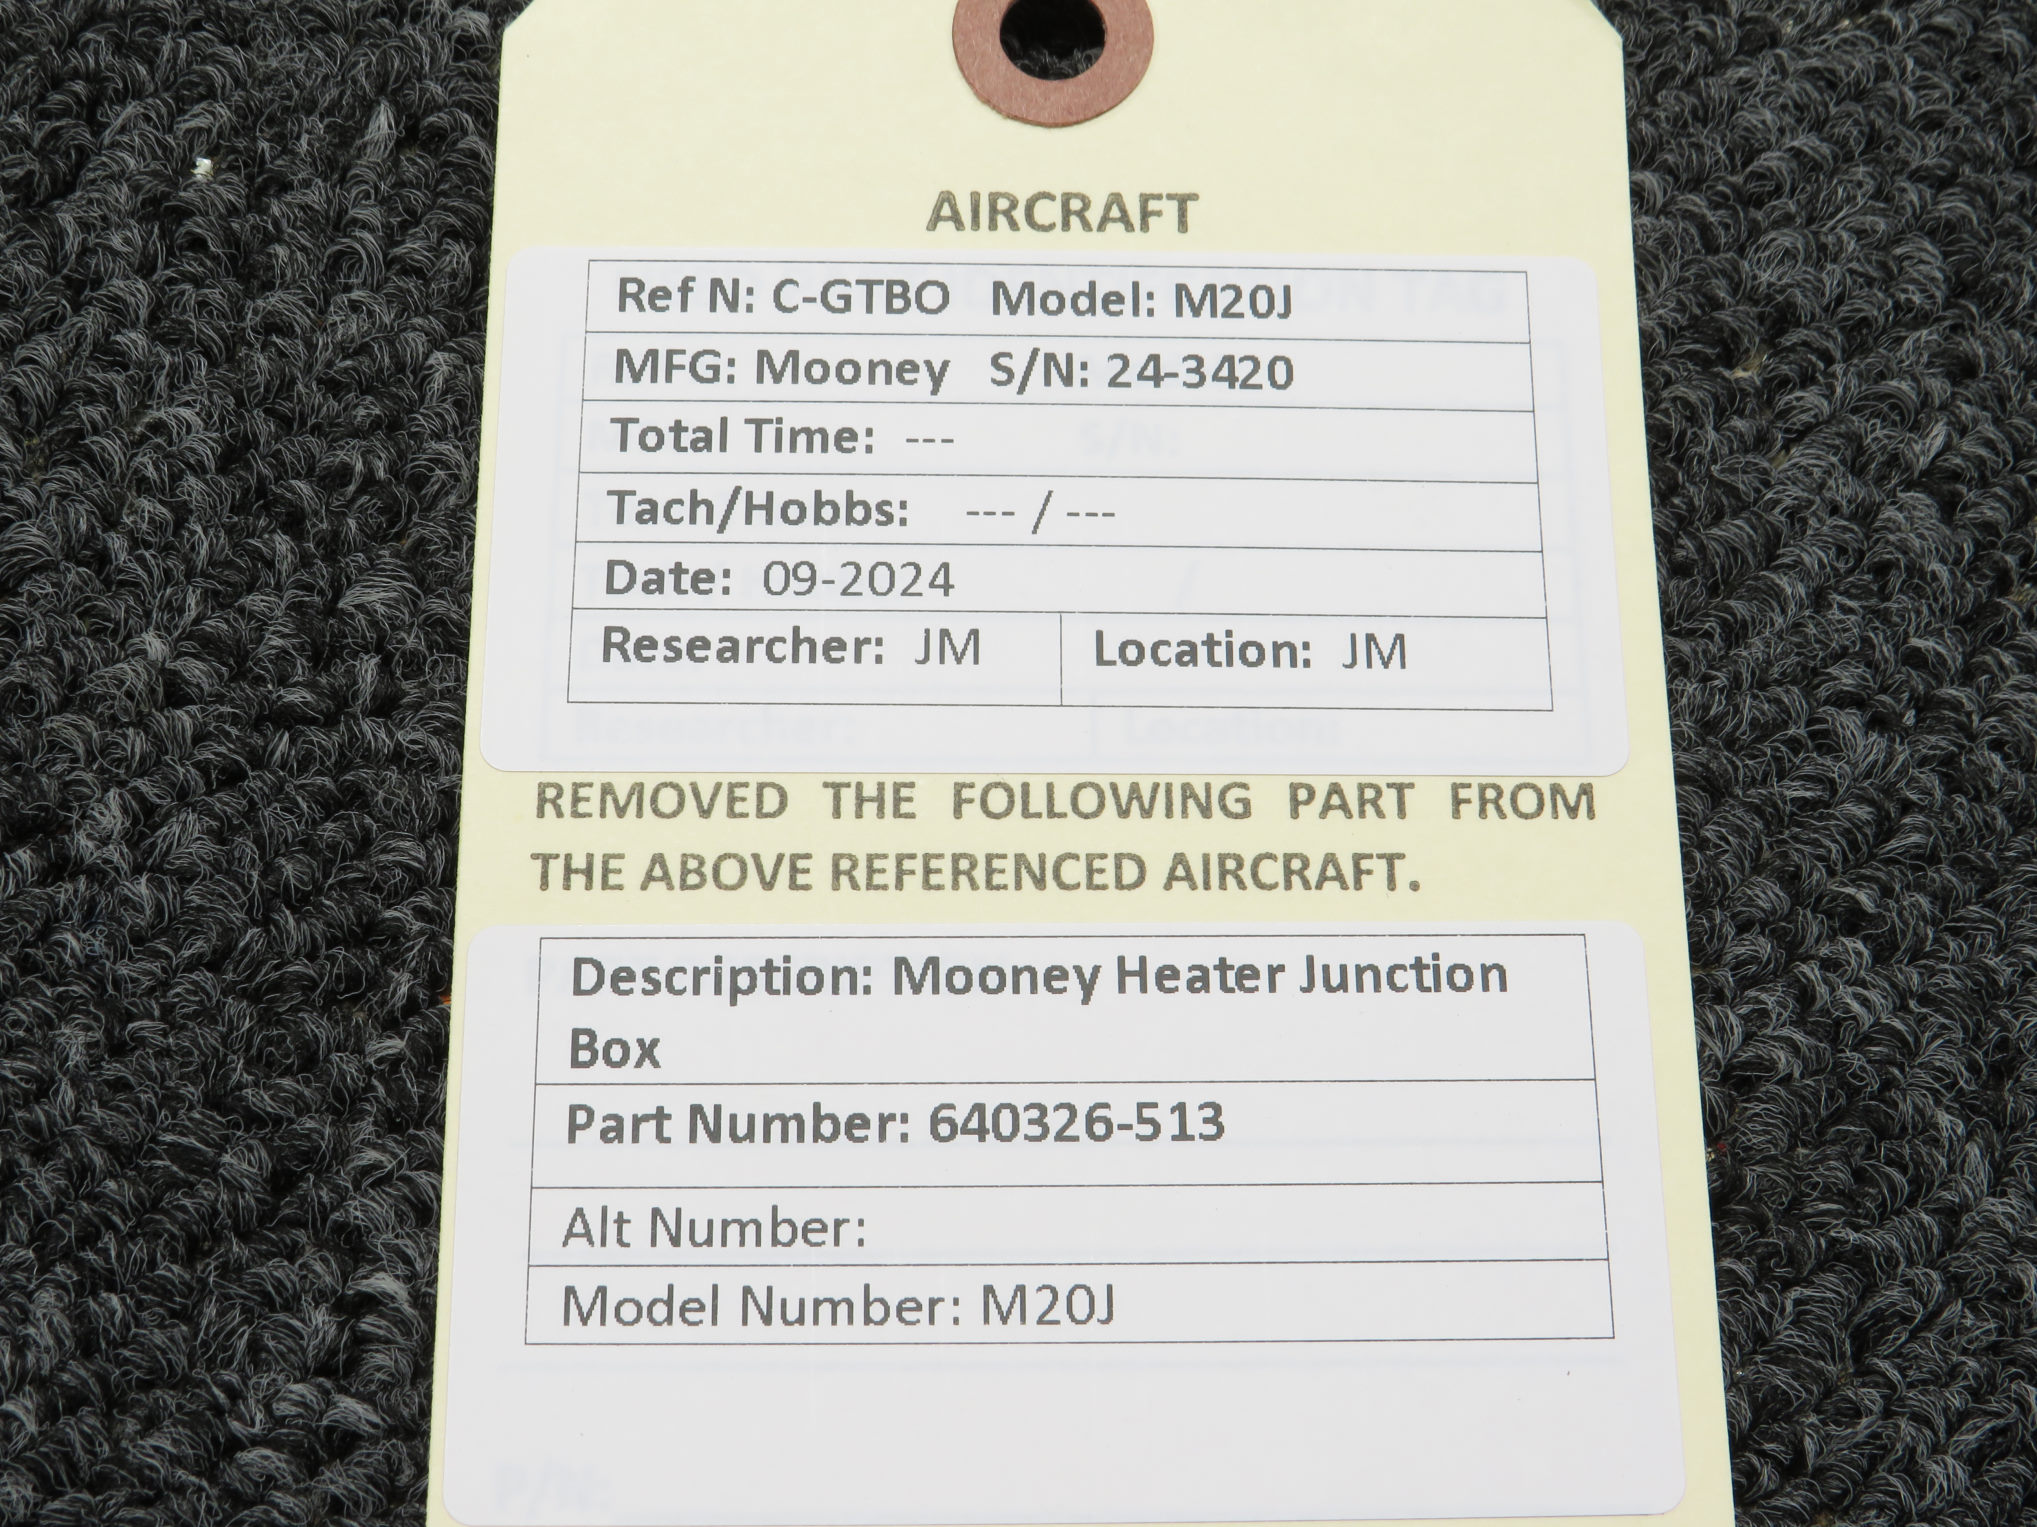 AIRCRAFT
Ref N: C-GTBO Model: M20J
MFG: Mooney S/N: 24-3420
Total Time: ---
S/N:
Tach/Hobbs: --- / ---
Date: 09-2024
Researcher: JM Location: JM
Researcher: Location:
REMOVED THE FOLLOWING PART FROM
THE ABOVE REFERENCED AIRCRAFT.
Description: Mooney Heater Junction
Box
Part Number: 640326-513
Alt Number:
Model Number: M20J
P/N: